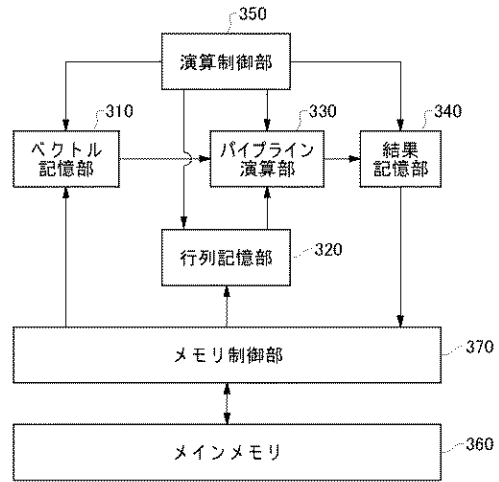 350
演算制御部
310
330
340
ベクトル
記憶部
パイプライン
演算部
結果
記憶部
行列記憶部
320
メモリ制御部
370
メインメモリ
360